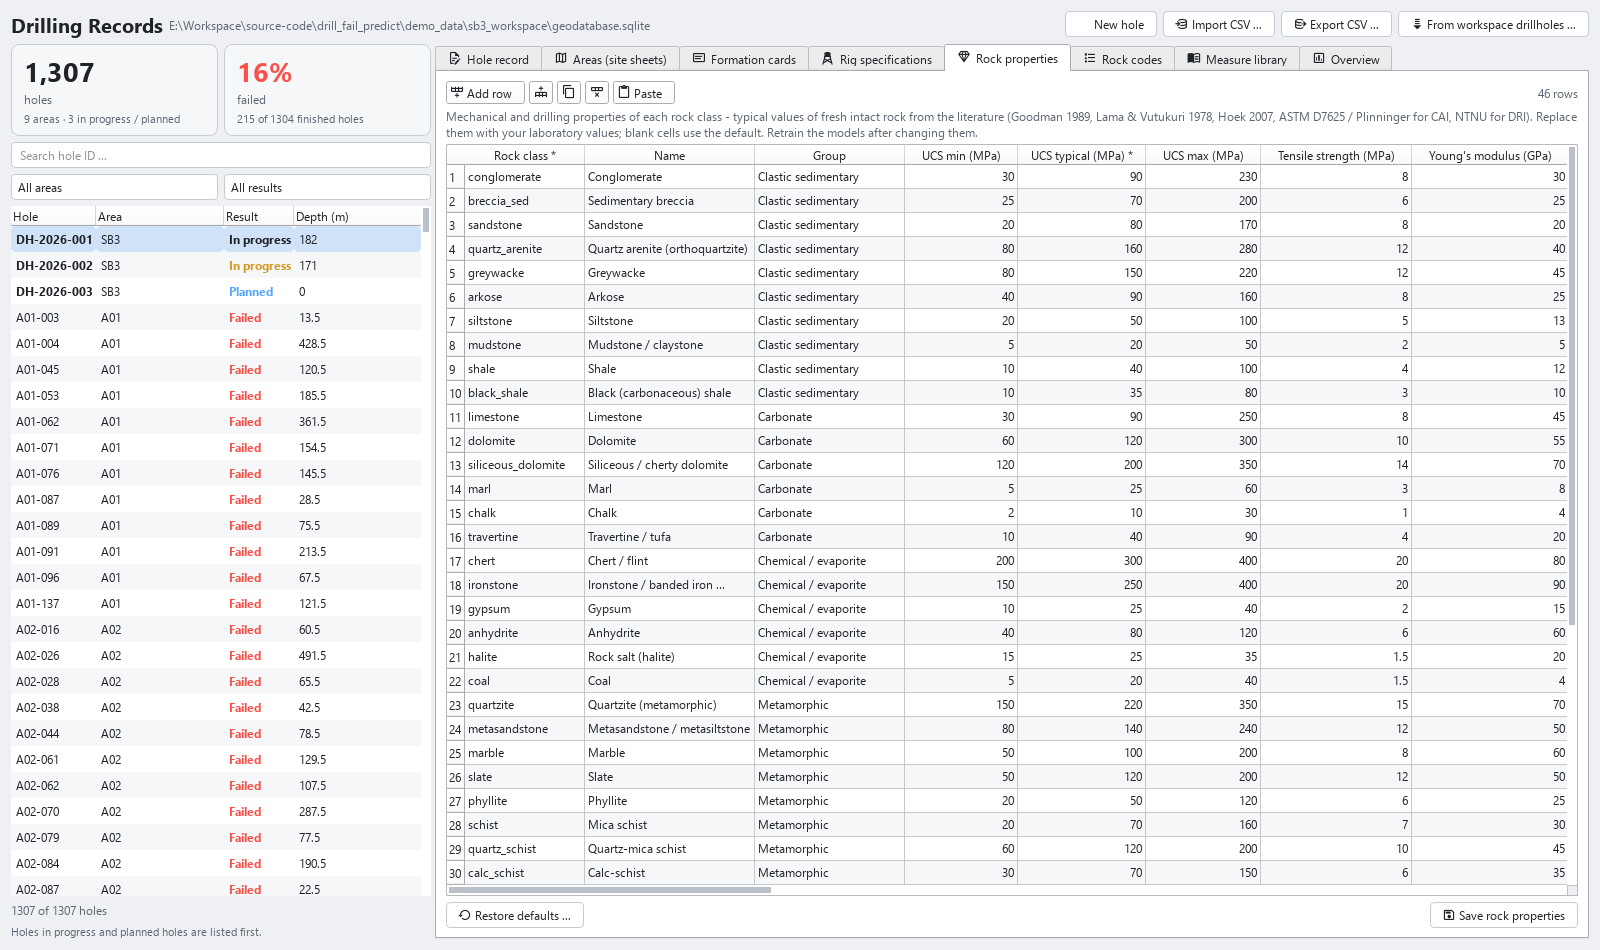 Drilling Records E:\Workspace\source-code\drill_fail_predict\demo_data\sb3_workspace\geodatabase.sqlite
New hole
Import CSV ...
Export CSV ...
From workspace drillholes ...
1,307
holes
9 areas · 3 in progress / planned
16%
failed
215 of 1304 finished holes
Search hole ID ...
All areas
All results
Hole Area Result Depth (m)
DH-2026-001 SB3 In progress 182
DH-2026-002 SB3 In progress 171
DH-2026-003 SB3 Planned 0
A01-003 A01 Failed 13.5
A01-004 A01 Failed 428.5
A01-045 A01 Failed 120.5
A01-053 A01 Failed 185.5
A01-062 A01 Failed 361.5
A01-071 A01 Failed 154.5
A01-076 A01 Failed 145.5
A01-087 A01 Failed 28.5
A01-089 A01 Failed 75.5
A01-091 A01 Failed 213.5
A01-096 A01 Failed 67.5
A01-137 A01 Failed 121.5
A02-016 A02 Failed 60.5
A02-026 A02 Failed 491.5
A02-028 A02 Failed 65.5
A02-038 A02 Failed 42.5
A02-044 A02 Failed 78.5
A02-061 A02 Failed 129.5
A02-062 A02 Failed 107.5
A02-070 A02 Failed 287.5
A02-079 A02 Failed 77.5
A02-084 A02 Failed 190.5
A02-087 A02 Failed 22.5
1307 of 1307 holes
Holes in progress and planned holes are listed first.
Hole record
Areas (site sheets)
Formation cards
Rig specifications
Rock properties
Rock codes
Measure library
Overview
Add row
Paste
46 rows
Mechanical and drilling properties of each rock class - typical values of fresh intact rock from the literature (Goodman 1989, Lama & Vutukuri 1978, Hoek 2007, ASTM D7625 / Plinninger for CAI, NTNU for DRI). Replace
them with your laboratory values; blank cells use the default. Retrain the models after changing them.
Rock class * Name Group UCS min (MPa) UCS typical (MPa) * UCS max (MPa) Tensile strength (MPa) Young's modulus (GPa)
1 conglomerate Conglomerate Clastic sedimentary 30 90 230 8 30
2 breccia_sed Sedimentary breccia Clastic sedimentary 25 70 200 6 25
3 sandstone Sandstone Clastic sedimentary 20 80 170 8 20
4 quartz_arenite Quartz arenite (orthoquartzite) Clastic sedimentary 80 160 280 12 40
5 greywacke Greywacke Clastic sedimentary 80 150 220 12 45
6 arkose Arkose Clastic sedimentary 40 90 160 8 25
7 siltstone Siltstone Clastic sedimentary 20 50 100 5 13
8 mudstone Mudstone / claystone Clastic sedimentary 5 20 50 2 5
9 shale Shale Clastic sedimentary 10 40 100 4 12
10 black_shale Black (carbonaceous) shale Clastic sedimentary 10 35 80 3 10
11 limestone Limestone Carbonate 30 90 250 8 45
12 dolomite Dolomite Carbonate 60 120 300 10 55
13 siliceous_dolomite Siliceous / cherty dolomite Carbonate 120 200 350 14 70
14 marl Marl Carbonate 5 25 60 3 8
15 chalk Chalk Carbonate 2 10 30 1 4
16 travertine Travertine / tufa Carbonate 10 40 90 4 20
17 chert Chert / flint Chemical / evaporite 200 300 400 20 80
18 ironstone Ironstone / banded iron ... Chemical / evaporite 150 250 400 20 90
19 gypsum Gypsum Chemical / evaporite 10 25 40 2 15
20 anhydrite Anhydrite Chemical / evaporite 40 80 120 6 60
21 halite Rock salt (halite) Chemical / evaporite 15 25 35 1.5 20
22 coal Coal Chemical / evaporite 5 20 40 1.5 4
23 quartzite Quartzite (metamorphic) Metamorphic 150 220 350 15 70
24 metasandstone Metasandstone / metasiltstone Metamorphic 80 140 240 12 50
25 marble Marble Metamorphic 50 100 200 8 60
26 slate Slate Metamorphic 50 120 200 12 50
27 phyllite Phyllite Metamorphic 20 50 120 6 25
28 schist Mica schist Metamorphic 20 70 160 7 30
29 quartz_schist Quartz-mica schist Metamorphic 60 120 200 10 45
30 calc_schist Calc-schist Metamorphic 30 70 150 6 35
Restore defaults ...
Save rock properties